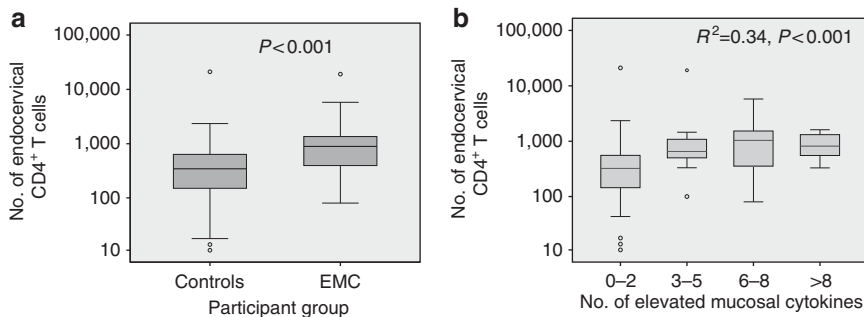 a
100,000
10,000
1,000
100
10
No. of endocervical
CD4⁺ T cells
P<0.001
Controls
EMC
Participant group
b
100,000
10,000
1,000
100
10
No. of endocervical
CD4⁺ T cells
R²=0.34, P<0.001
0–2
3–5
6–8
>8
No. of elevated mucosal cytokines